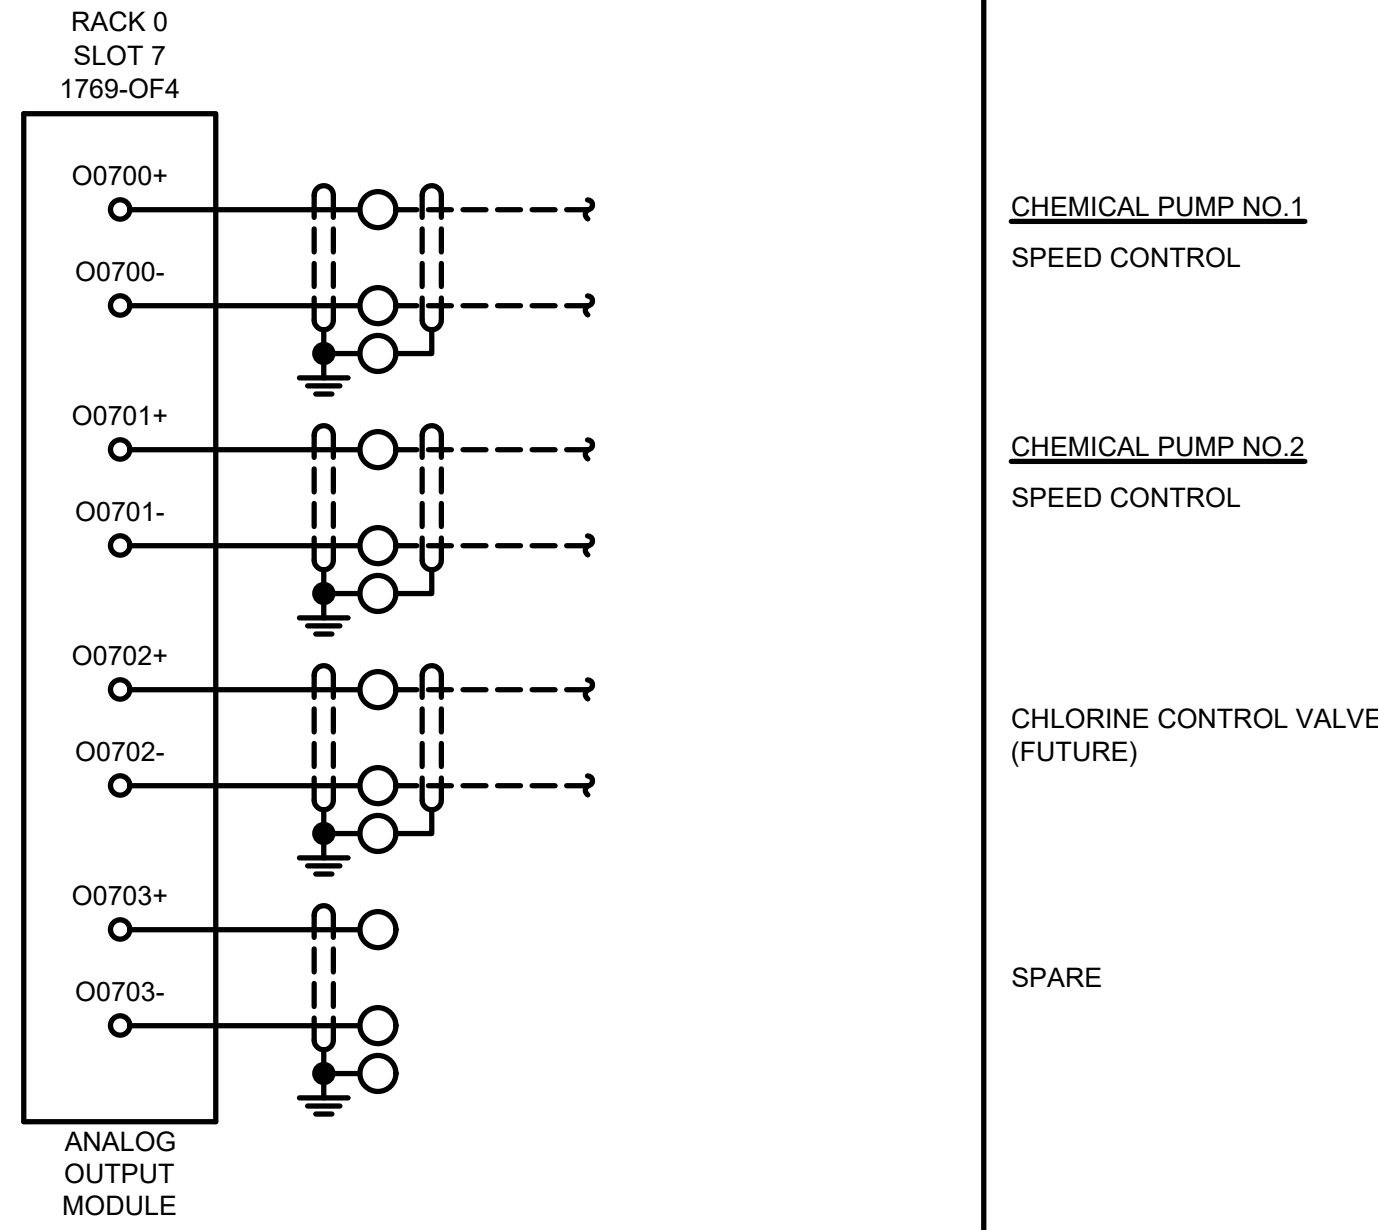 RACK 0
SLOT 7
1769-OF4
O0700+
CHEMICAL PUMP NO.1
SPEED CONTROL
O0700-
O0701+
CHEMICAL PUMP NO.2
SPEED CONTROL
O0701-
O0702+
CHLORINE CONTROL VALVE
(FUTURE)
O0702-
O0703+
SPARE
O0703-
ANALOG
OUTPUT
MODULE